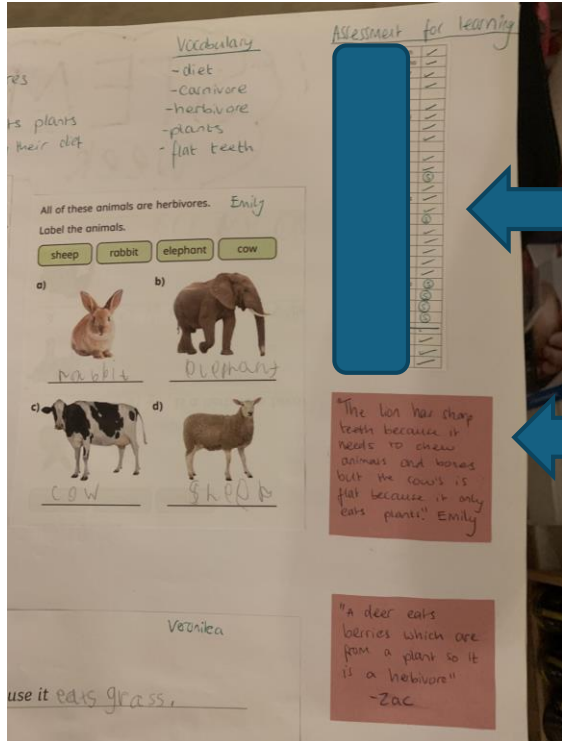 Vocabulary
- diet
- carnivore
- herbivore
- plants
- flat teeth
Assessment for learning
plants
their diet
All of these animals are herbivores. Emily
Label the animals.
sheep rabbit elephant cow
a) b)
rabbit elephant
c) d)
cow sheep
"The lion has sharp
teeth because it
needs to chew
animals and bones
but the cow's is
flat because it only
eats plants" Emily
"A deer eats
berries which are
from a plant so it
is a herbivore"
-Zac
Veronika
use it eats grass.